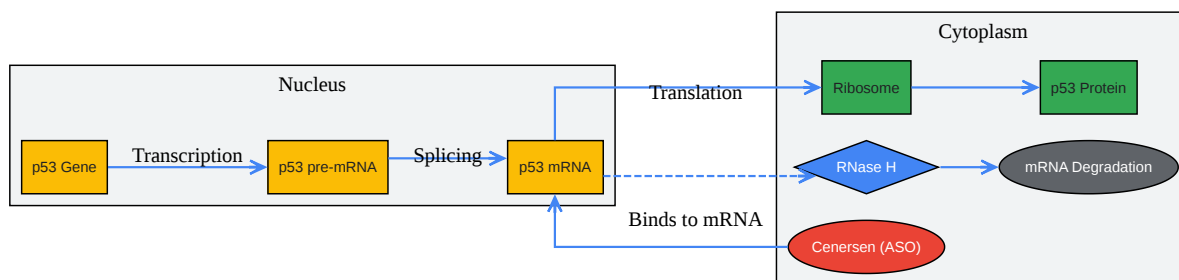 Cytoplasm
Nucleus
Translation
Ribosome
p53 Protein
p53 Gene
Transcription
p53 pre-mRNA
Splicing
p53 mRNA
RNase H
mRNA Degradation
Binds to mRNA
Cenersen (ASO)